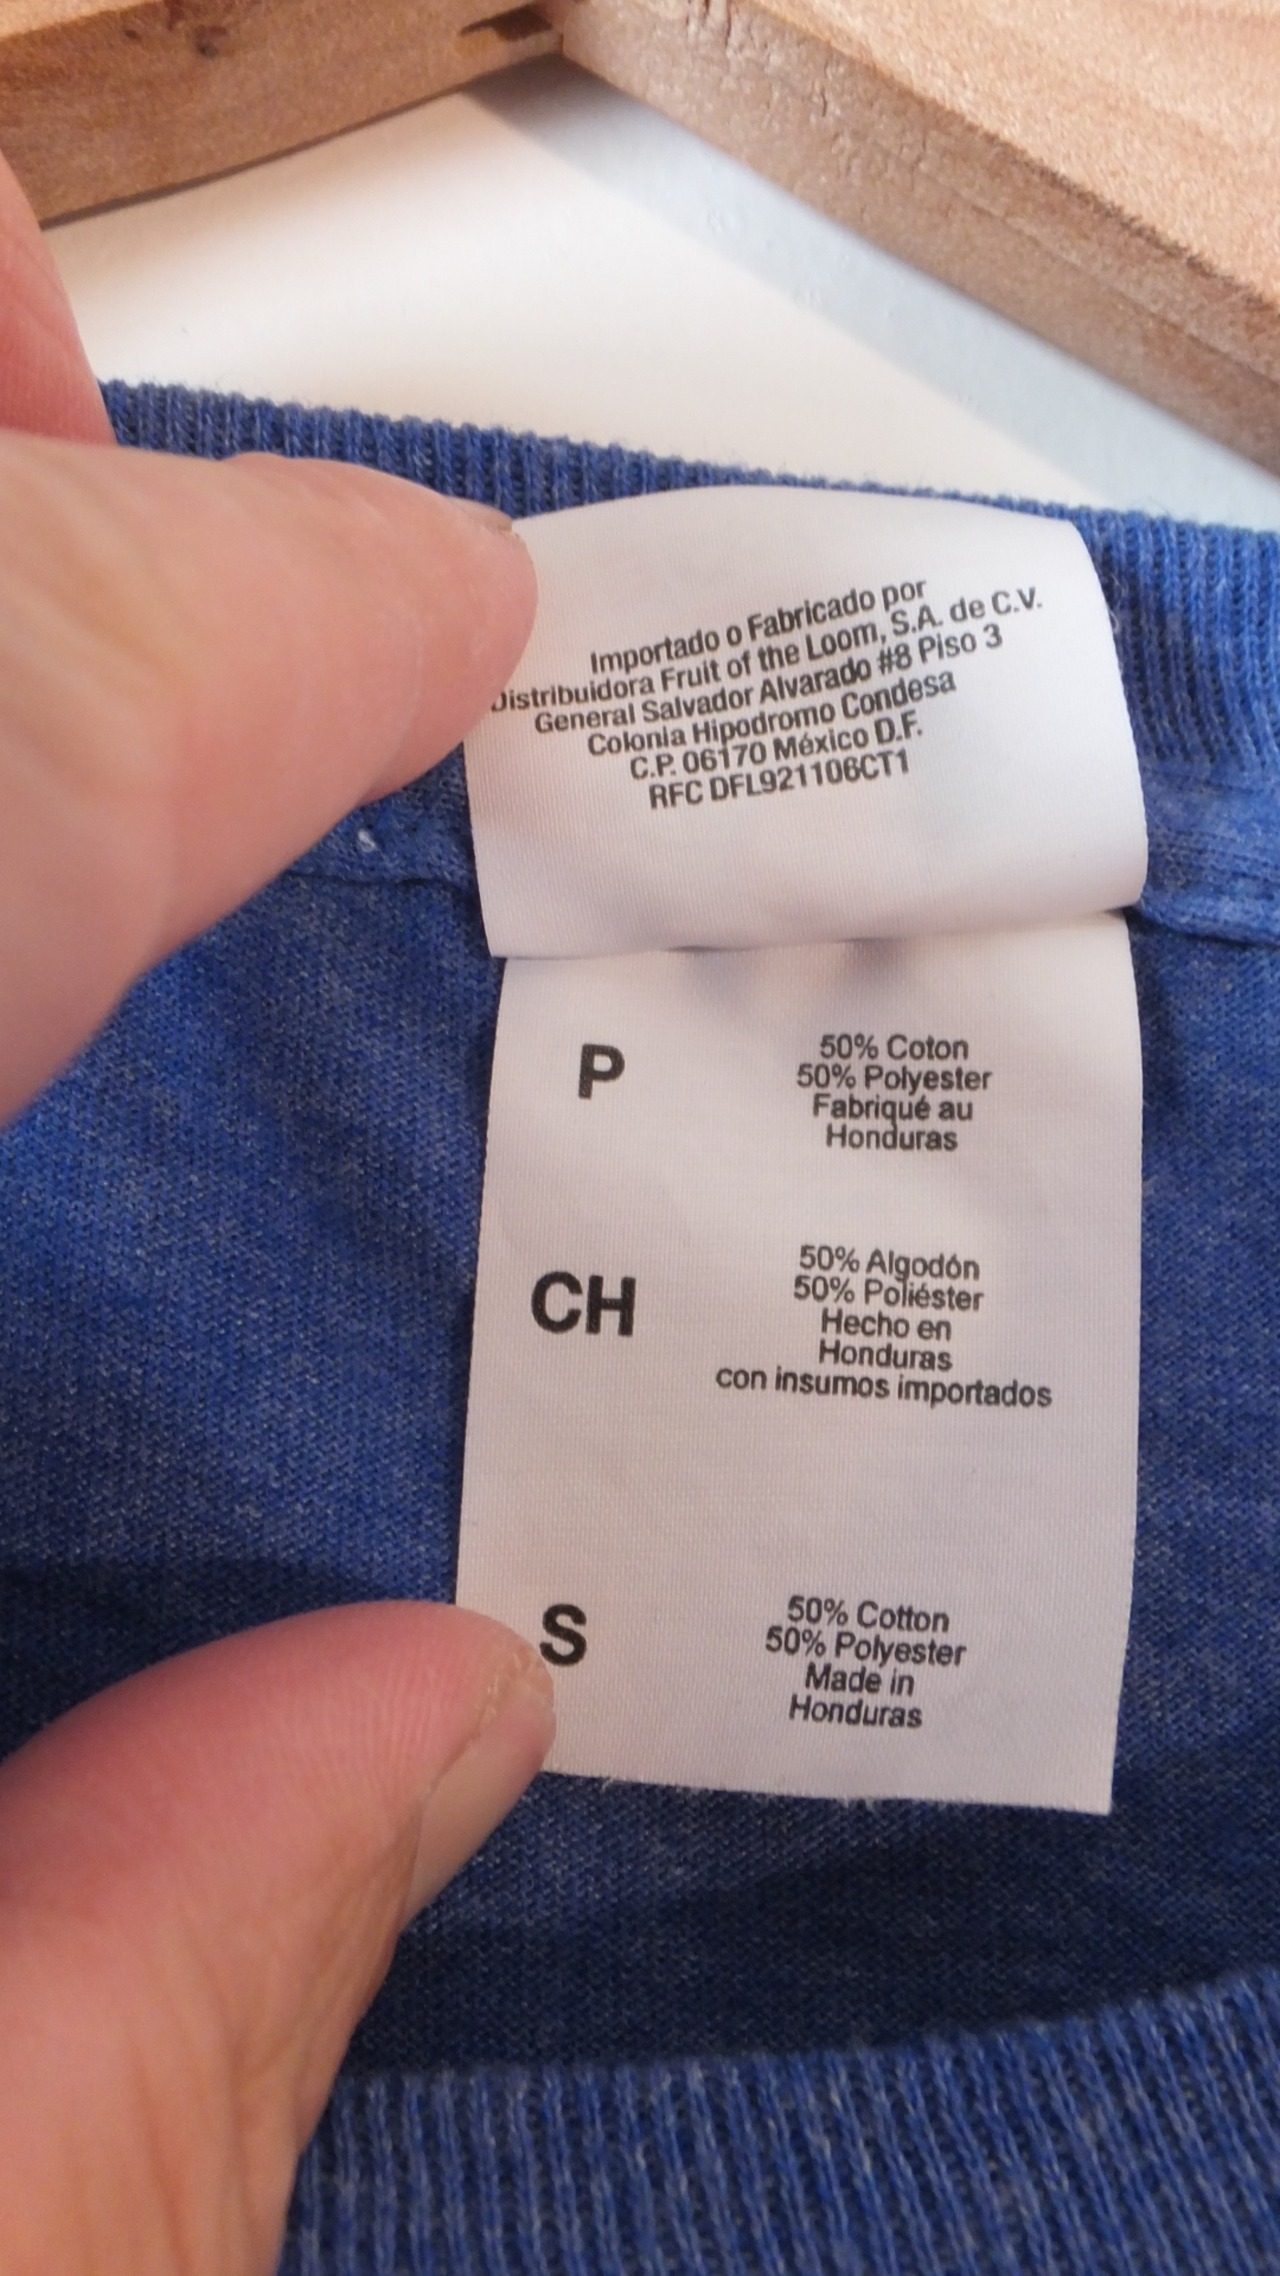 Importado o Fabricado por
Distribuidora Fruit of the Loom, S.A. de C.V.
General Salvador Alvarado #8 Piso 3
Colonia Hipodromo Condesa
C.P. 06170 México D.F.
RFC DFL921106CT1
P
50% Coton
50% Polyester
Fabriqué au
Honduras
CH
50% Algodón
50% Poliéster
Hecho en
Honduras
con insumos importados
S
50% Cotton
50% Polyester
Made in
Honduras